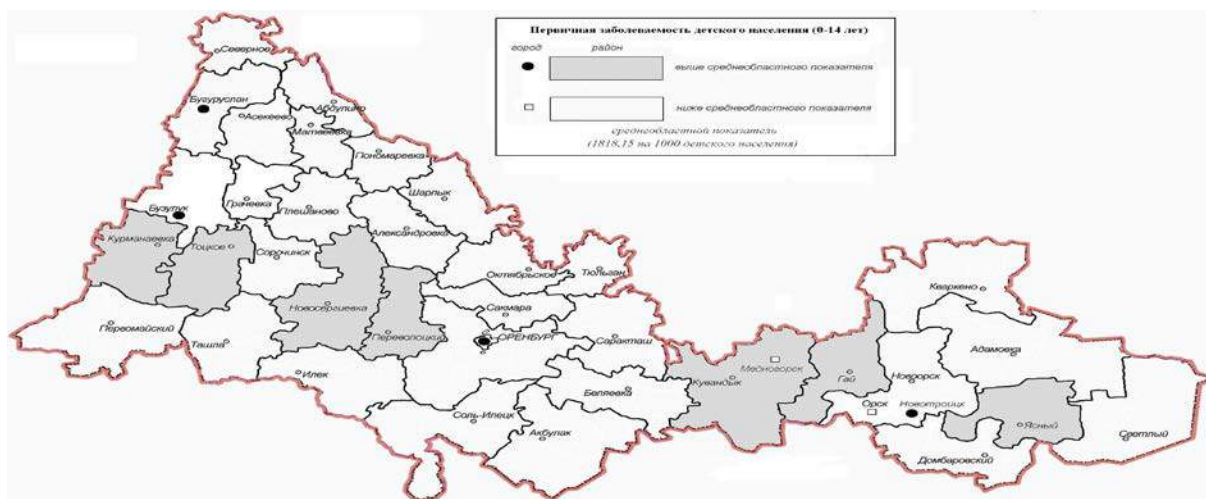 Первичная заболеваемость детского населения (0-14 лет)
город район
выше среднеобластного показателя
ниже среднеобластного показателя
среднеобластной показатель
(1818,15 на 1000 детского населения)
Северное
Бугуруслан
Абдулино
Асекеево
Матвеевка
Пономаревка
Шарлык
Бузулук
Грачевка
Плешаново
Александровка
Курманаевка
Тоцкое
Сорочинск
Октябрьское
Тюльган
Кваркено
Новосергиевка
Сакмара
Первомайский
Переволоцкий
ОРЕНБУРГ
Саракташ
Адамовка
Ташла
Медногорск
Илек
Кувандык
Гай
Новоорск
Беляевка
Орск
Новотроицк
Соль-Илецк
Ясный
Акбулак
Светлый
Домбаровский